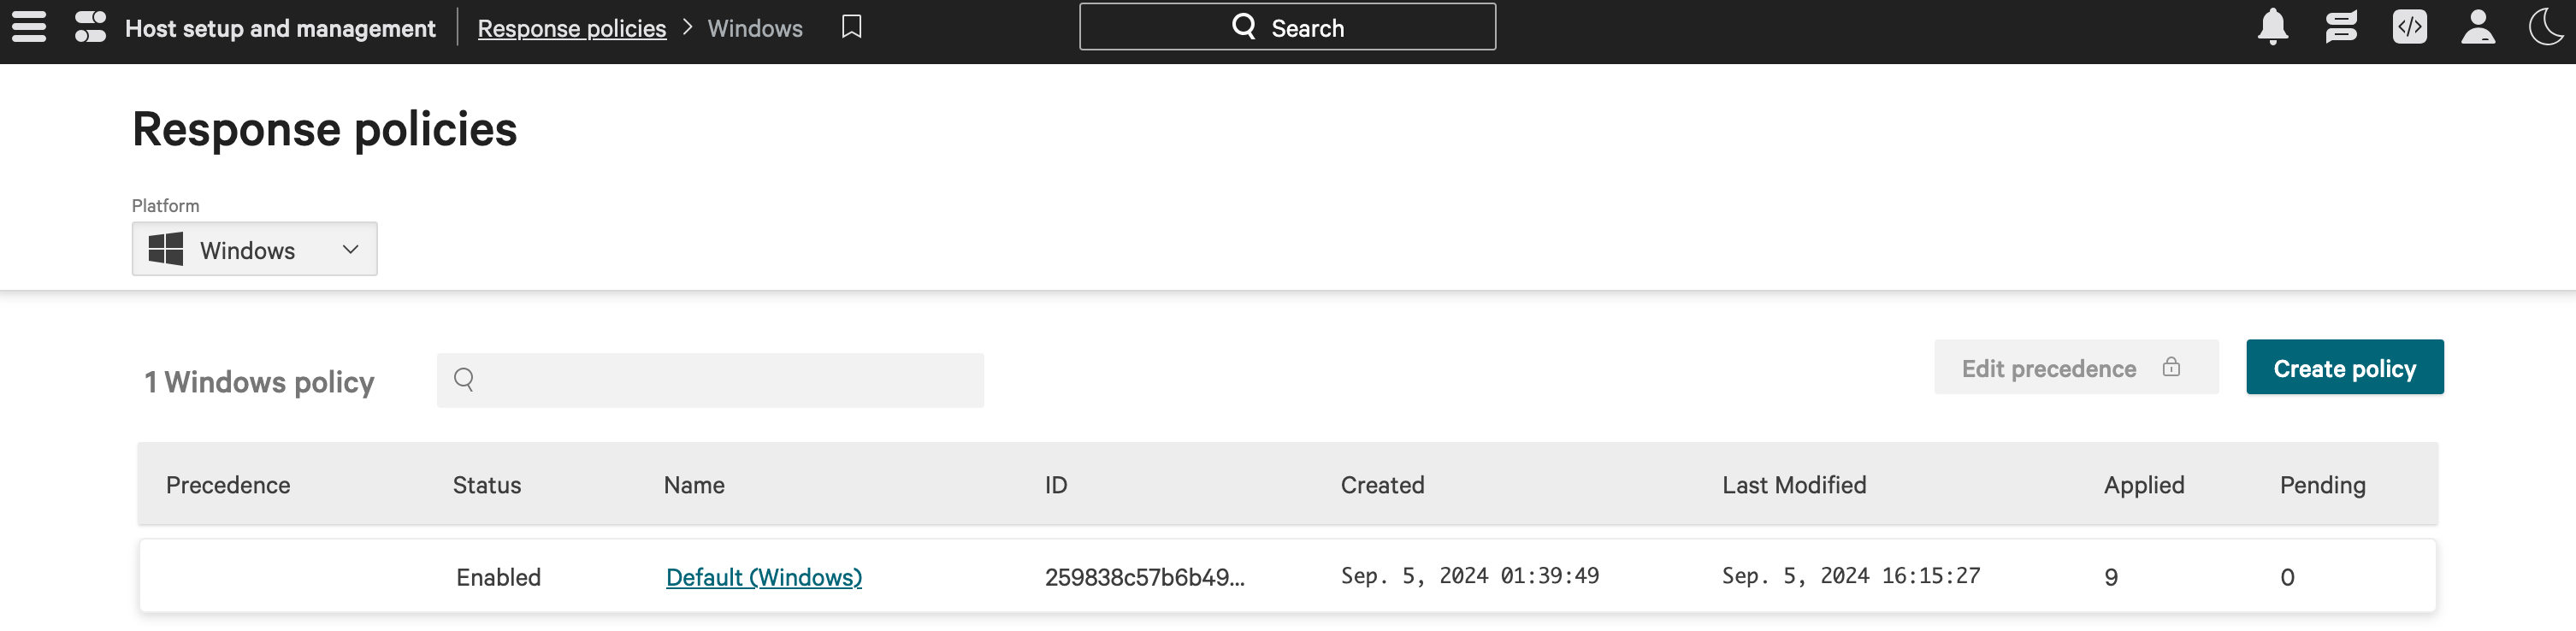 Host setup and management Response policies > Windows Search
Response policies
Platform
Windows
1 Windows policy
Edit precedence Create policy
Precedence Status Name ID Created Last Modified Applied Pending
Enabled Default (Windows) 259838c57b6b49... Sep. 5, 2024 01:39:49 Sep. 5, 2024 16:15:27 9 0